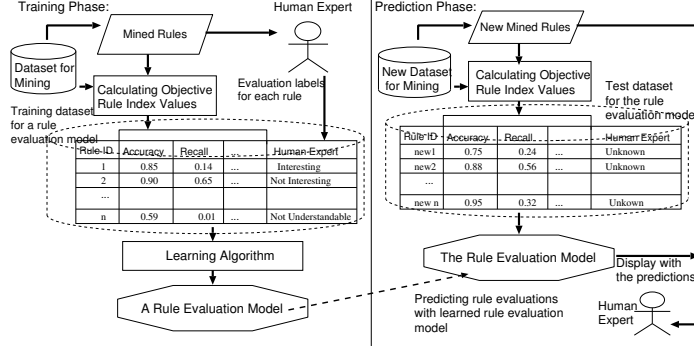 Training Phase:
Human Expert
Mined Rules
Dataset for
Mining
Calculating Objective
Rule Index Values
Evaluation labels
for each rule
Training dataset
for a rule
evaluation model
Rule ID Accuracy Recall ... Human Expert
1 0.85 0.14 ... Interesting
2 0.90 0.65 ... Not Interesting
...
n 0.59 0.01 ... Not Understandable
Learning Algorithm
A Rule Evaluation Model
Prediction Phase:
New Mined Rules
New Dataset
for Mining
Calculating Objective
Rule Index Values
Test dataset
for the rule
evaluation model
Rule ID Accuracy Recall ... Human Expert
new1 0.75 0.24 ... Unknown
new2 0.88 0.56 ... Unknown
...
new n 0.95 0.32 ... Unkown
The Rule Evaluation Model
Display with
the predictions
Predicting rule evaluations
with learned rule evaluation
model
Human
Expert